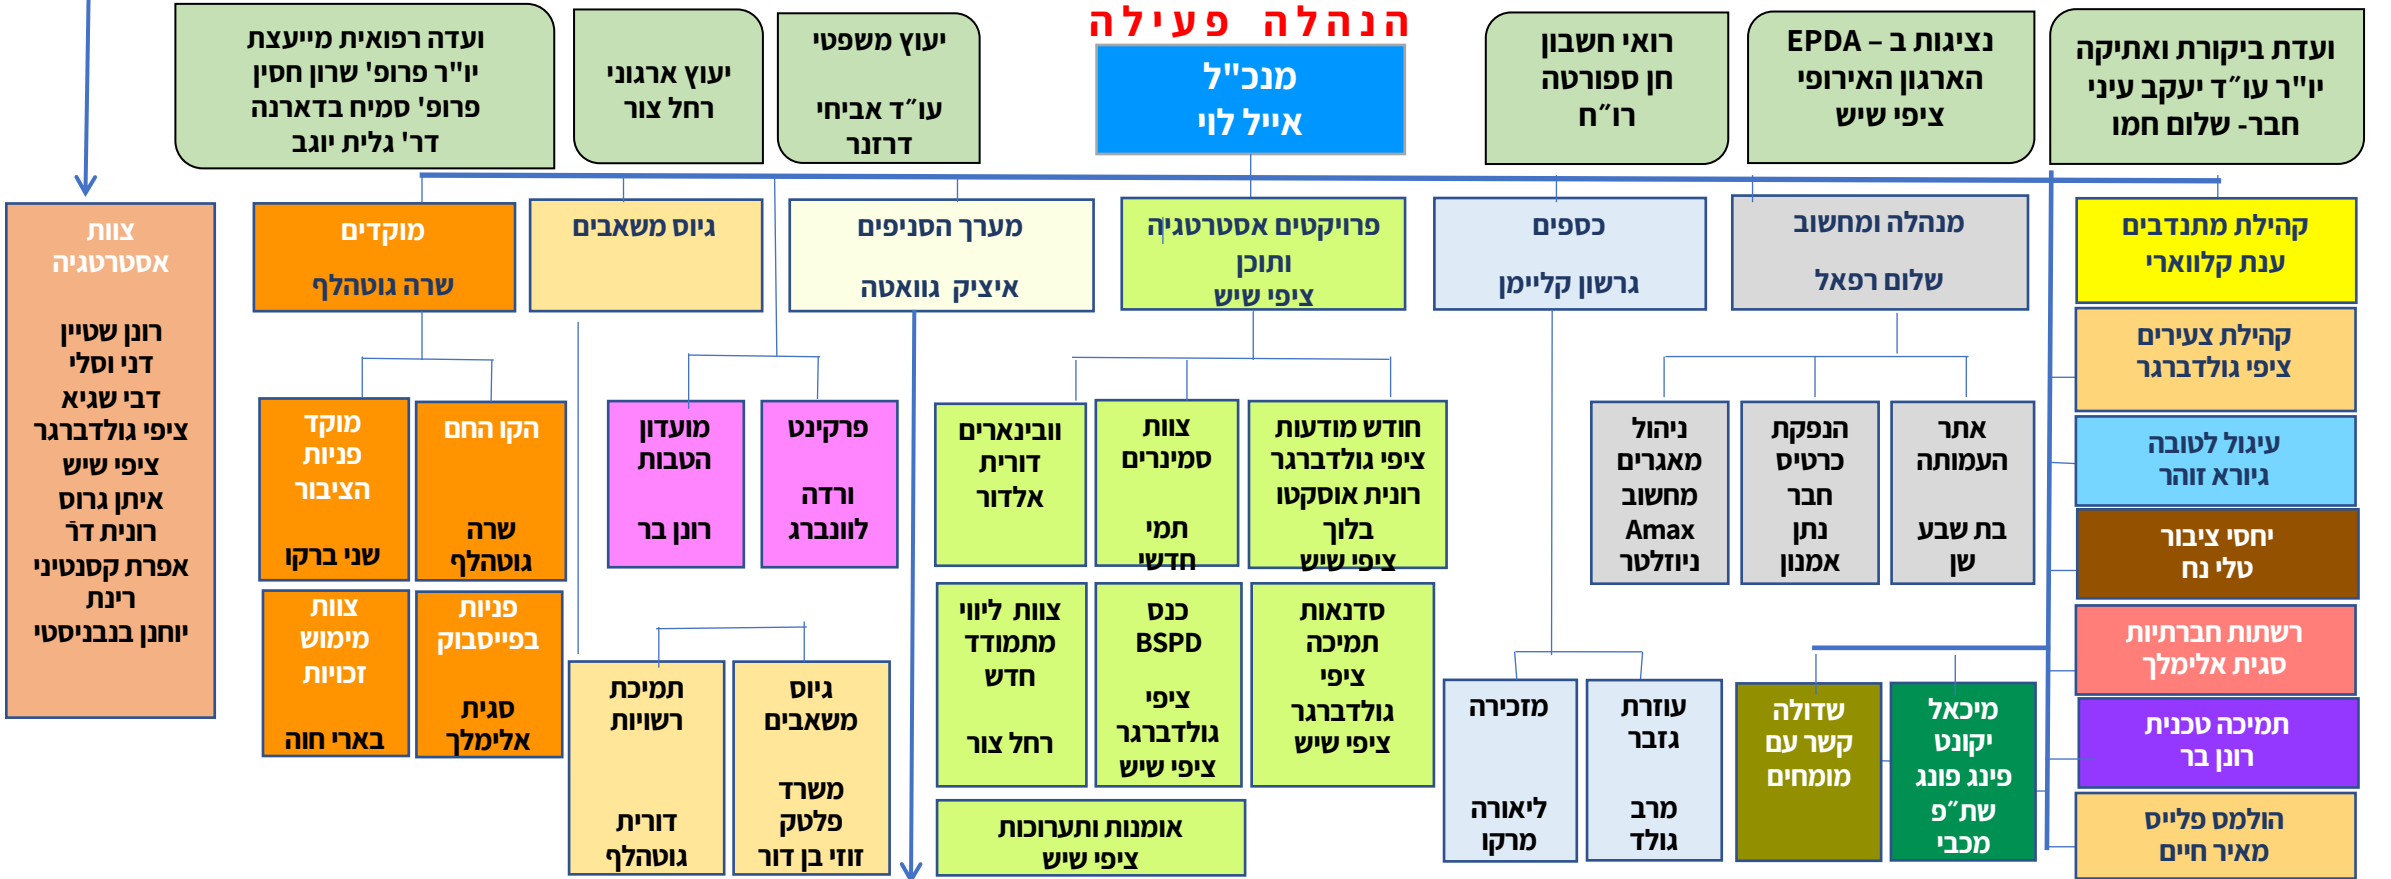 הנהלה פעילה
ועדת ביקורת ואתיקה
יו"ר עו״ד יעקב עיני
חבר- שלום חמו
נציגות ב – EPDA
הארגון האירופי
ציפי שיש
רואי חשבון
חן ספורטה
רו״ח
מנכ"ל
אייל לוי
יעוץ משפטי
עו״ד אביחי
דרזנר
יעוץ ארגוני
רחל צור
ועדה רפואית מייעצת
יו"ר פרופ' שרון חסין
פרופ' סמיח בדארנה
דר' גלית יוגב
קהילת מתנדבים
ענת קלווארי
מנהלה ומחשוב
שלום רפאל
כספים
גרשון קליימן
פרויקטים אסטרטגיה
ותוכן
ציפי שיש
מערך הסניפים
איציק גוואטה
גיוס משאבים
מוקדים
שרה גוטהלף
צוות
אסטרטגיה
רונן שטיין
דני וסלי
דבי שגיא
ציפי גולדברגר
ציפי שיש
איתן גרוס
רונית דר
אפרת קסנטיני
רינת
יוחנן בנבניסטי
קהילת צעירים
ציפי גולדברגר
עיגול לטובה
גיורא זוהר
יחסי ציבור
טלי נח
רשתות חברתיות
סגית אלימלך
תמיכה טכנית
רונן בר
הולמס פלייס
מאיר חיים
אתר
העמותה
בת שבע
שן
הנפקת
כרטיס
חבר
נתן
אמנון
ניהול
מאגרים
מחשוב
Amax
ניוזלטר
מיכאל
יקונט
פינג פונג
שת״פ
מכבי
שדולה
קשר עם
מומחים
עוזרת
גזבר
מרב
גולד
מזכירה
ליאורה
מרקו
חודש מודעות
ציפי גולדברגר
רונית אוסקטו
בלוך
ציפי שיש
צוות
סמינרים
תמי
חדשי
וובינארים
דורית
אלדור
סדנאות
תמיכה
ציפי
גולדברגר
ציפי שיש
כנס
BSPD
ציפי
גולדברגר
ציפי שיש
צוות ליווי
מתמודד
חדש
רחל צור
אומנות ותערוכות
ציפי שיש
פרקינט
ורדה
לוונברג
מועדון
הטבות
רונן בר
גיוס
משאבים
משרד
פלטק
זוזי בן דור
תמיכת
רשויות
דורית
גוטהלף
הקו החם
שרה
גוטהלף
מוקד
פניות
הציבור
שני ברקו
פניות
בפייסבוק
סגית
אלימלך
צוות
מימוש
זכויות
בארי חוה